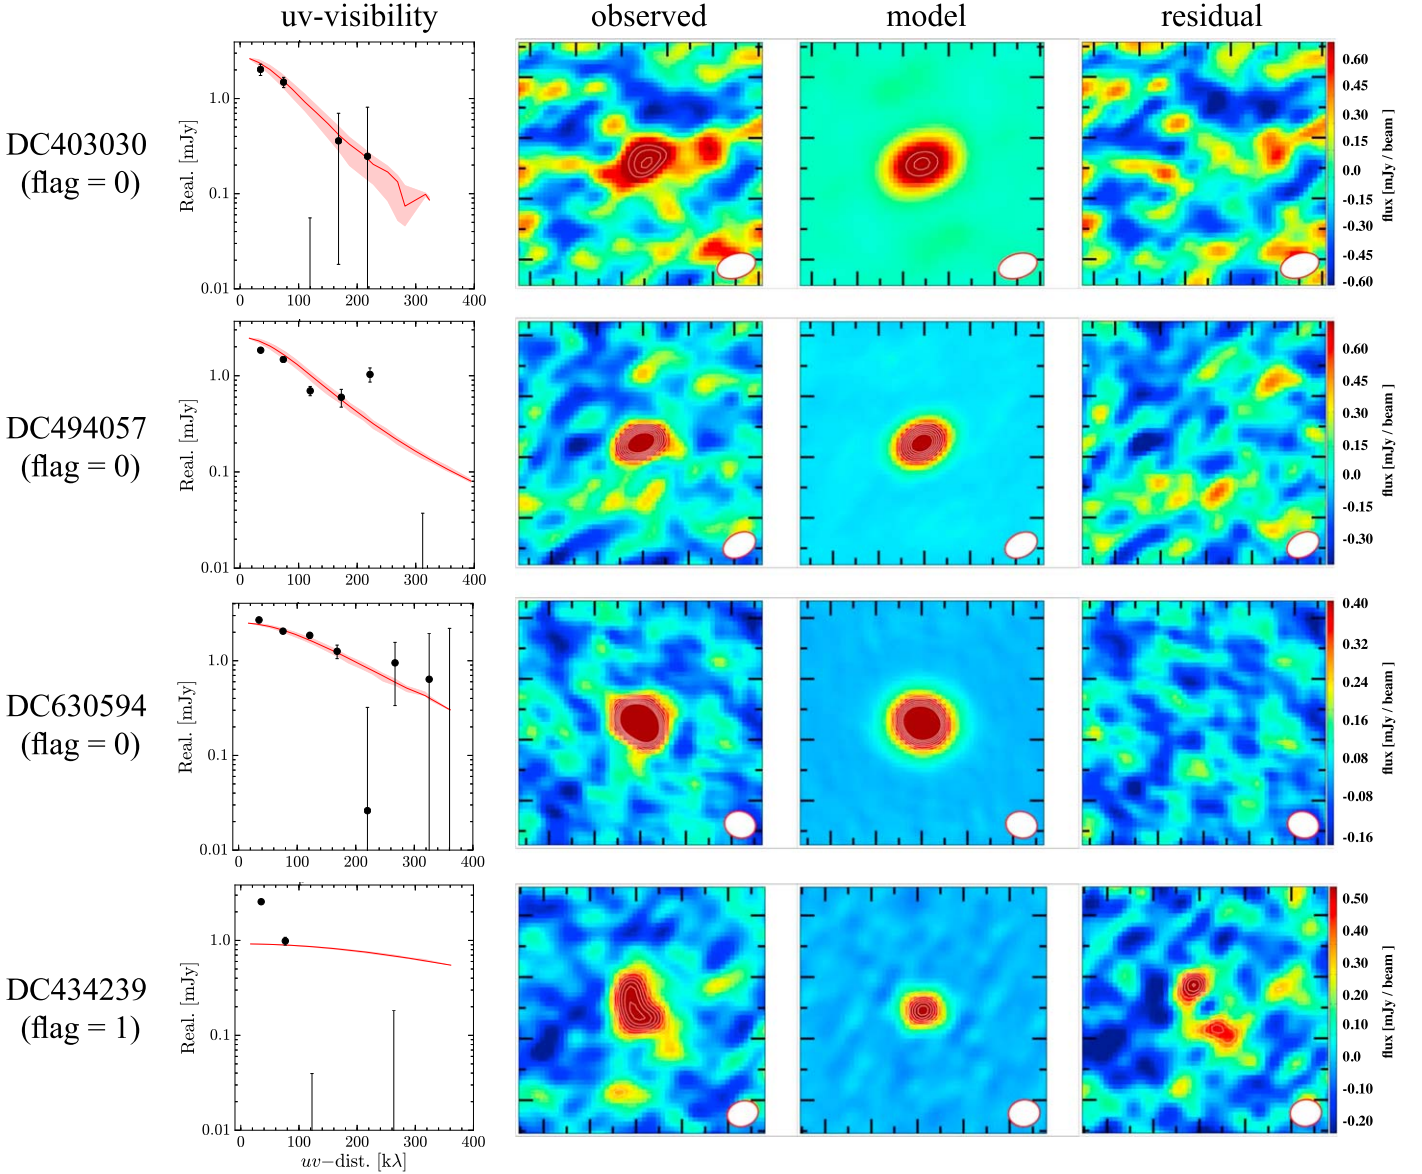 uv-visibility observed model residual
DC403030
(flag = 0)
Real. [mJy]
1.0
0.1
0.01
0 100 200 300 400
0.60
0.45
0.30
0.15
0.0
-0.15
-0.30
-0.45
-0.60
flux [mJy / beam ]
DC494057
(flag = 0)
Real. [mJy]
1.0
0.1
0.01
0 100 200 300 400
0.60
0.45
0.30
0.15
0.0
-0.15
-0.30
flux [mJy / beam ]
DC630594
(flag = 0)
Real. [mJy]
1.0
0.1
0.01
0 100 200 300 400
0.40
0.32
0.24
0.16
0.08
-0.08
-0.16
flux [mJy / beam ]
DC434239
(flag = 1)
Real. [mJy]
1.0
0.1
0.01
0 100 200 300 400
uv−dist. [kλ]
0.50
0.40
0.30
0.20
0.10
0.0
-0.10
-0.20
flux [mJy / beam ]